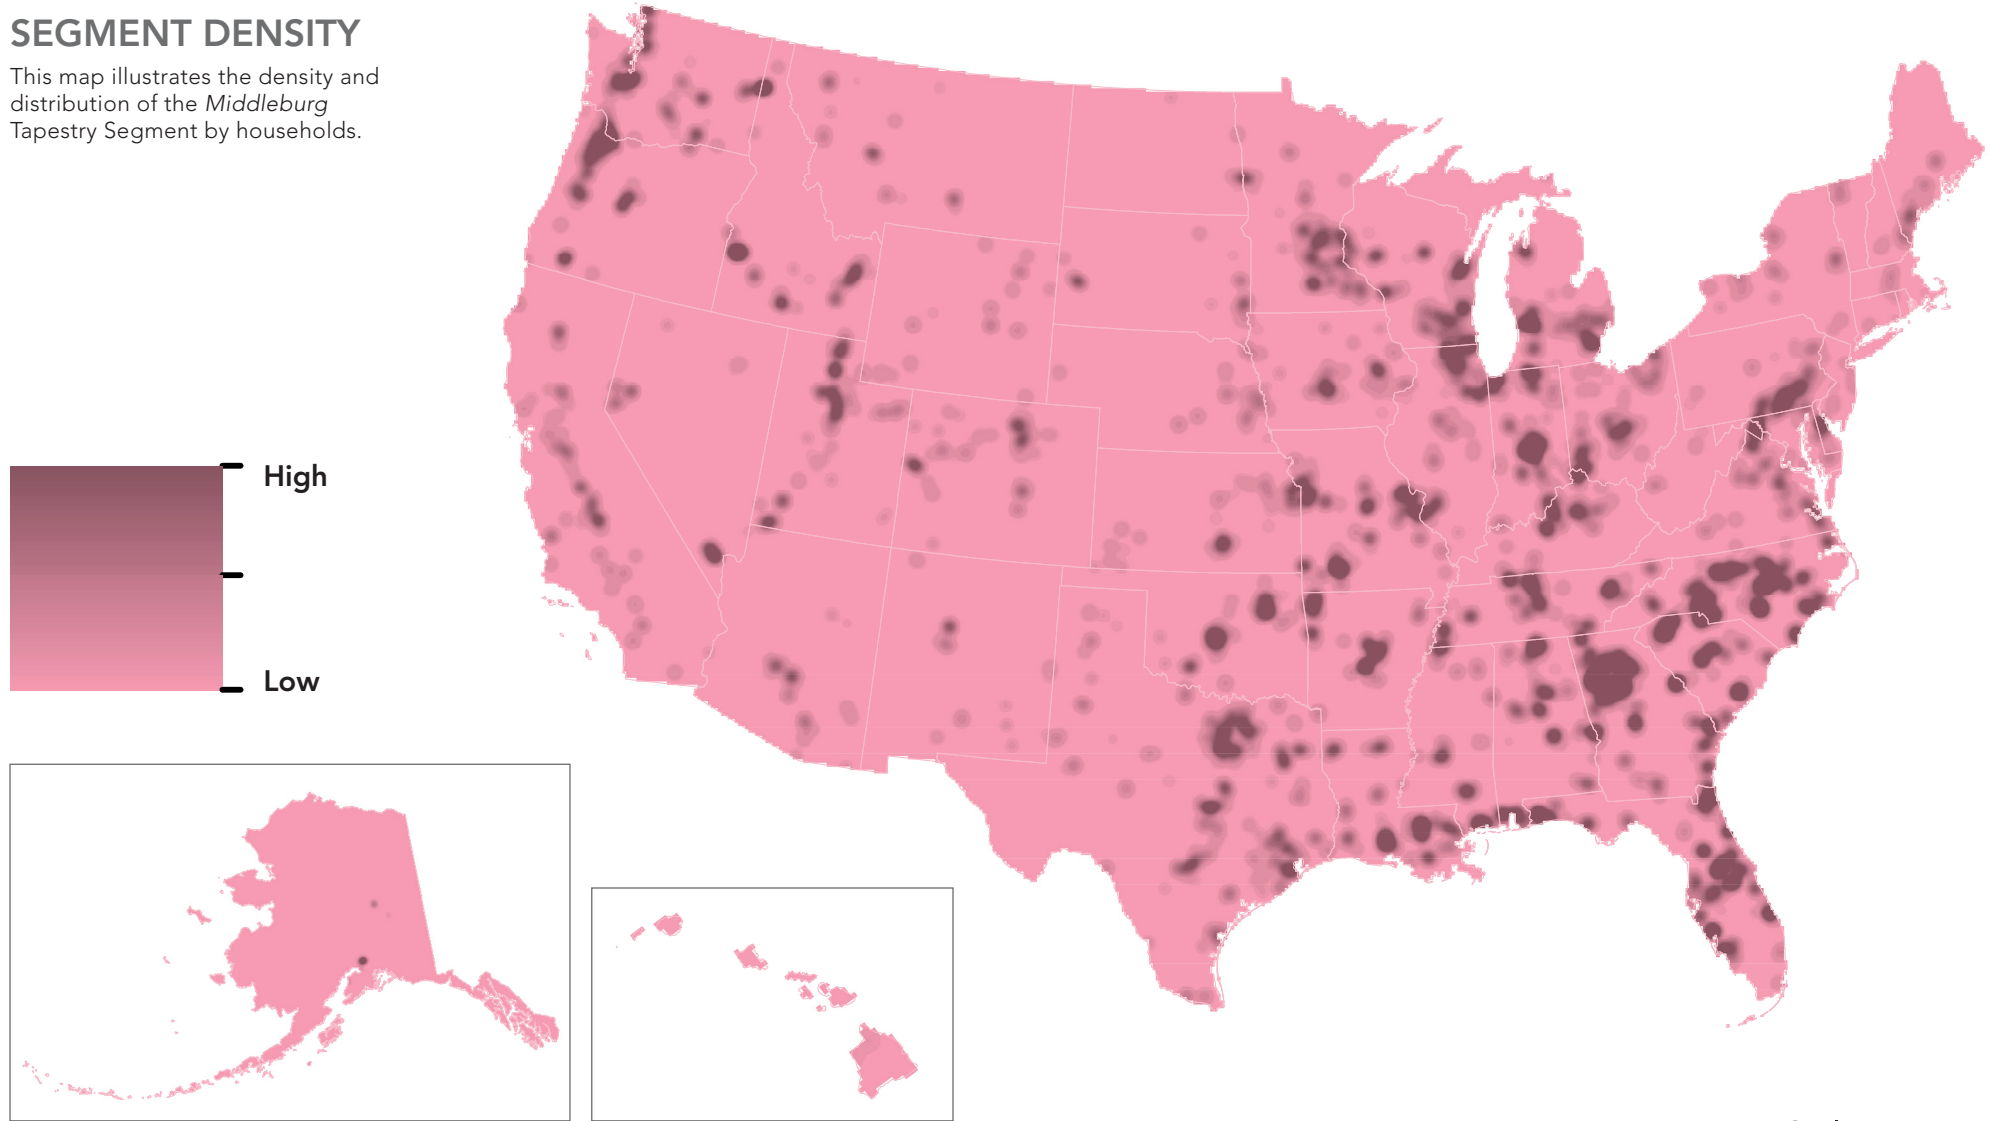 SEGMENT DENSITY
This map illustrates the density and
distribution of the Middleburg
Tapestry Segment by households.
High
Low